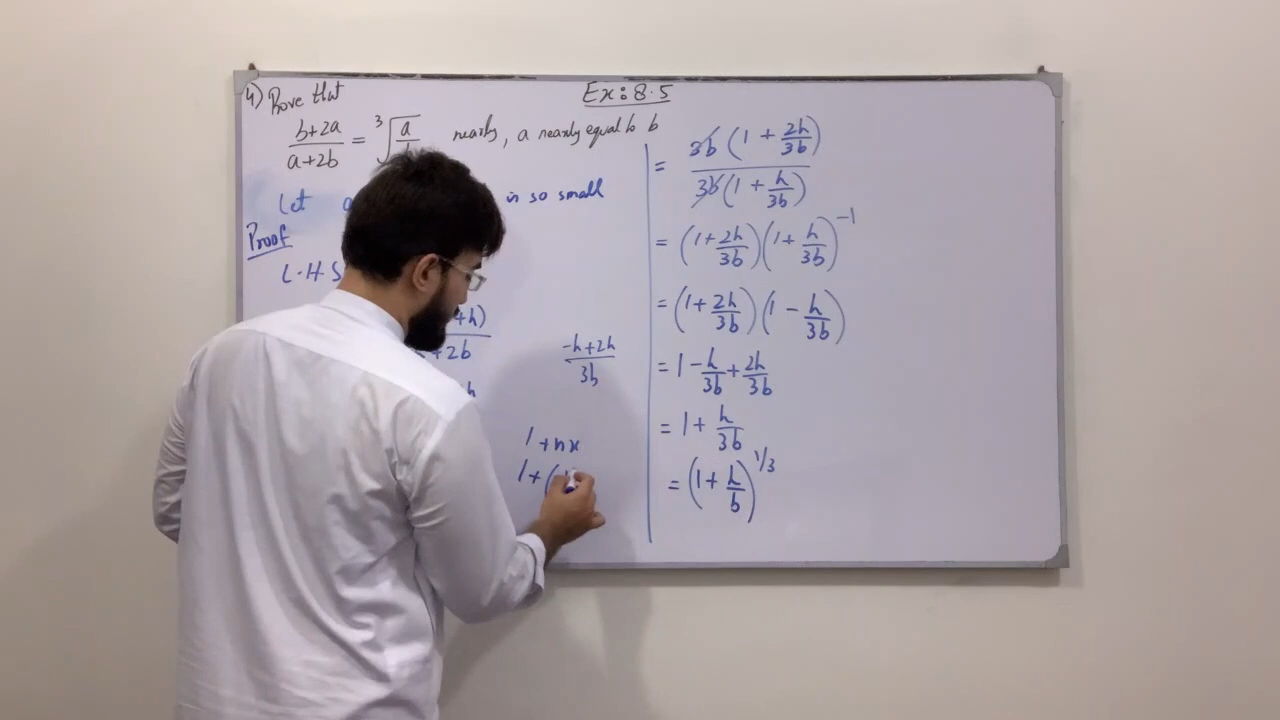 Ex: 8.5
4) Prove that
b+2a / a+2b = ∛ a nearly, a nearly equal to b
Let a is so small
Proof
L-H-S
+h)
+2b
h
-h+2h / 3b
1+nx
1+(
= 3b(1 + 2h/3b) / 3b(1 + h/3b)
= (1+2h/3b)(1+h/3b)^-1
= (1+2h/3b)(1 - h/3b)
= 1 - h/3b + 2h/3b
= 1 + h/3b
= (1 + h/b)^1/3